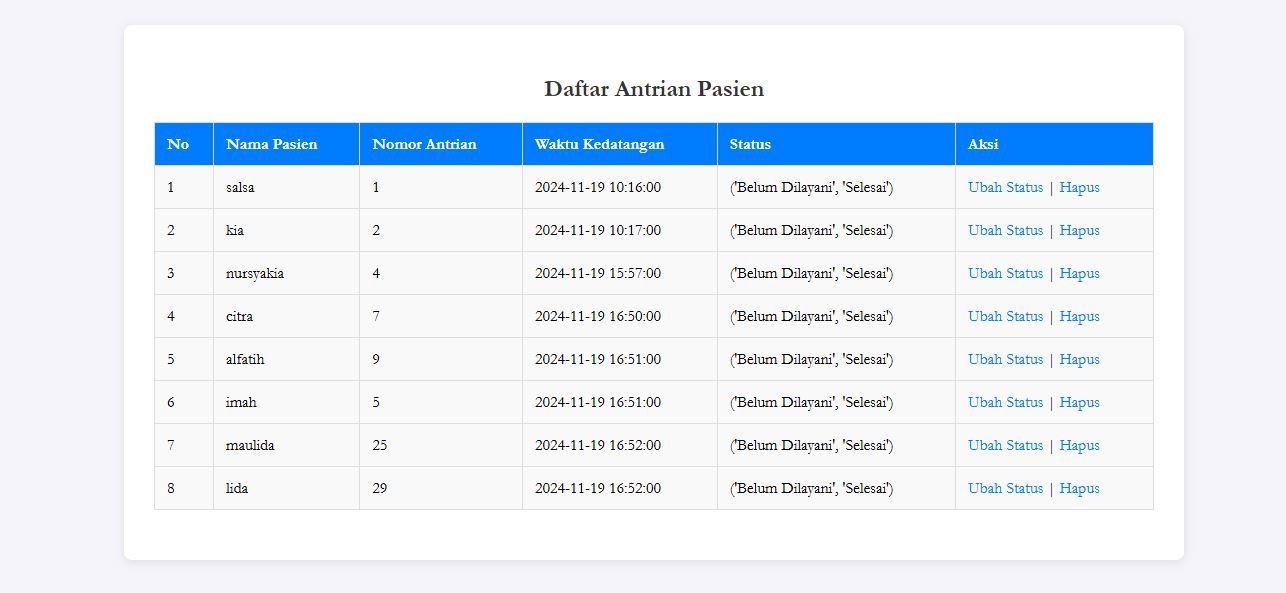 Daftar Antrian Pasien
No Nama Pasien Nomor Antrian Waktu Kedatangan Status Aksi
1 salsa 1 2024-11-19 10:16:00 ('Belum Dilayani', 'Selesai') Ubah Status | Hapus
2 kia 2 2024-11-19 10:17:00 ('Belum Dilayani', 'Selesai') Ubah Status | Hapus
3 nursyakia 4 2024-11-19 15:57:00 ('Belum Dilayani', 'Selesai') Ubah Status | Hapus
4 citra 7 2024-11-19 16:50:00 ('Belum Dilayani', 'Selesai') Ubah Status | Hapus
5 alfatih 9 2024-11-19 16:51:00 ('Belum Dilayani', 'Selesai') Ubah Status | Hapus
6 imah 5 2024-11-19 16:51:00 ('Belum Dilayani', 'Selesai') Ubah Status | Hapus
7 maulida 25 2024-11-19 16:52:00 ('Belum Dilayani', 'Selesai') Ubah Status | Hapus
8 lida 29 2024-11-19 16:52:00 ('Belum Dilayani', 'Selesai') Ubah Status | Hapus